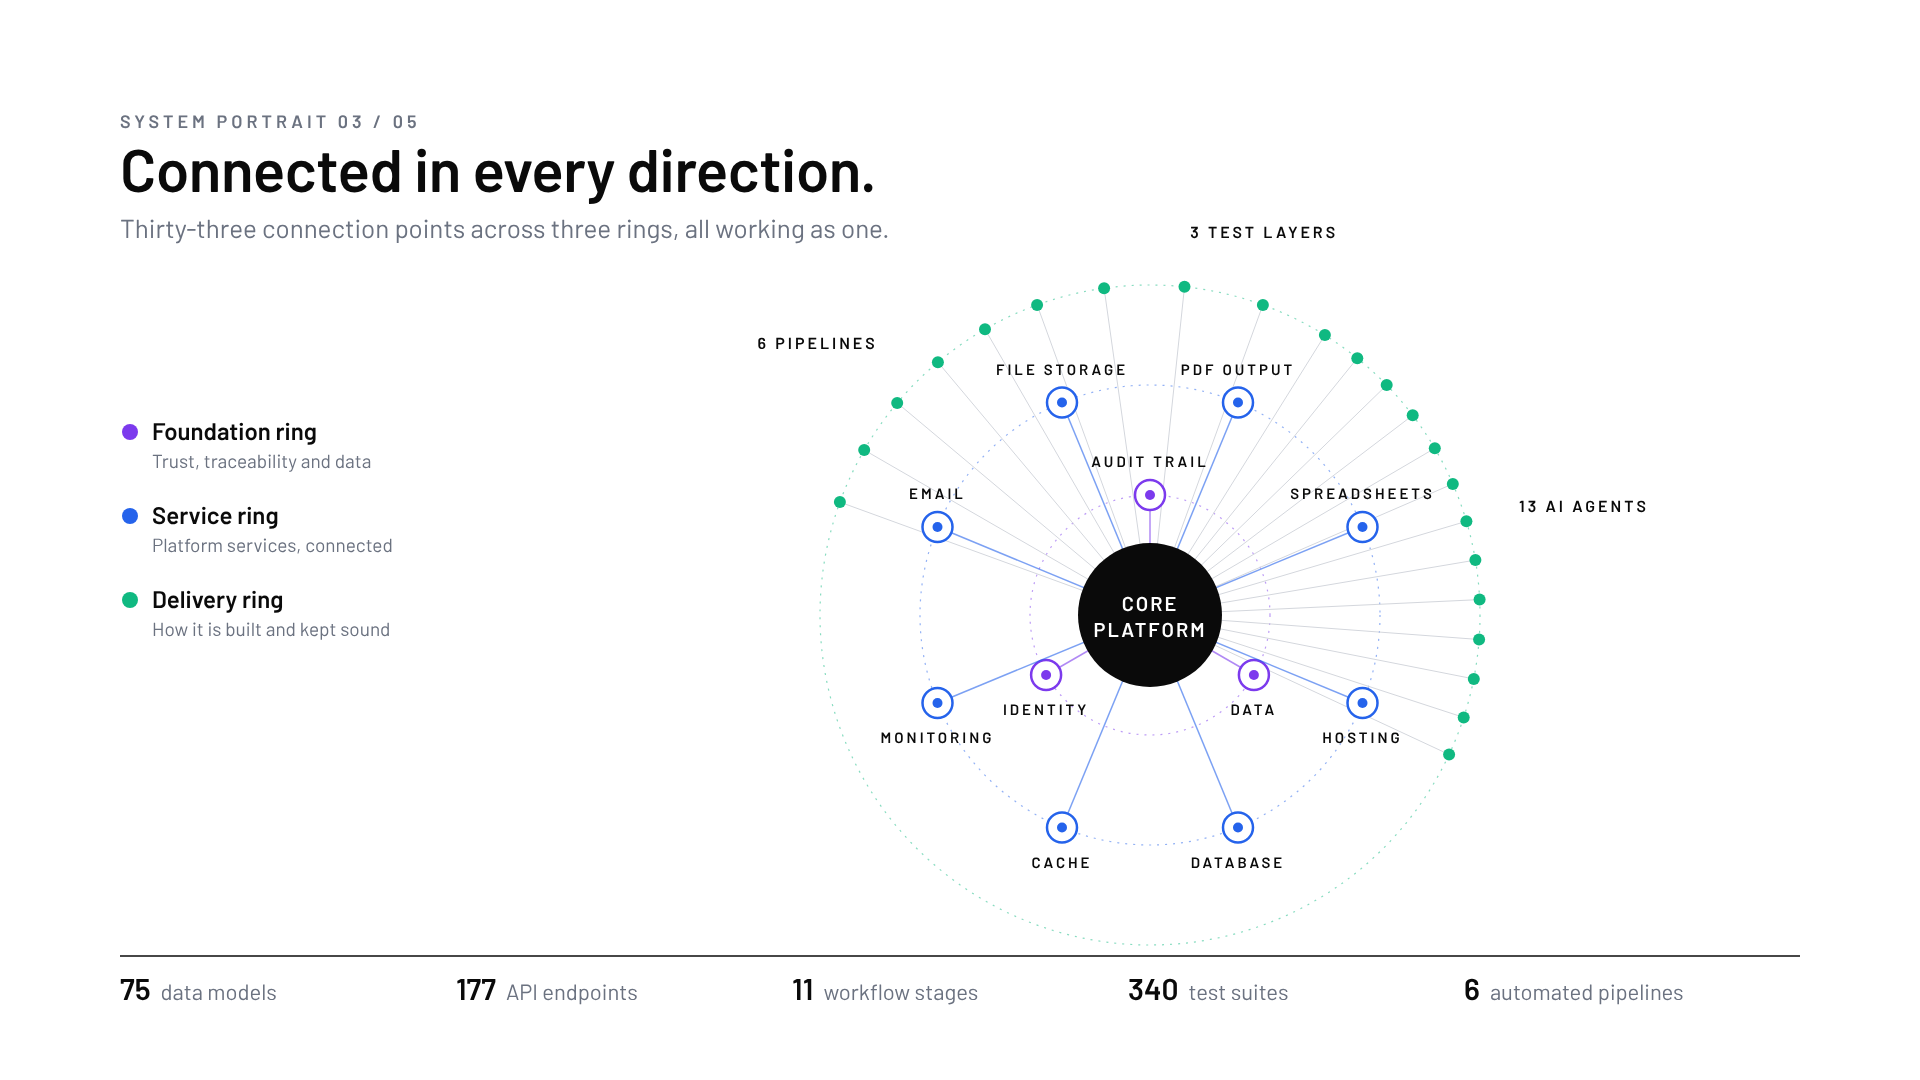 SYSTEM PORTRAIT 03 / 05
Connected in every direction.
Thirty-three connection points across three rings, all working as one.
Foundation ring
Trust, traceability and data
Service ring
Platform services, connected
Delivery ring
How it is built and kept sound
3 TEST LAYERS
6 PIPELINES
13 AI AGENTS
FILE STORAGE
PDF OUTPUT
AUDIT TRAIL
EMAIL
SPREADSHEETS
CORE
PLATFORM
IDENTITY
DATA
MONITORING
HOSTING
CACHE
DATABASE
75 data models
177 API endpoints
11 workflow stages
340 test suites
6 automated pipelines